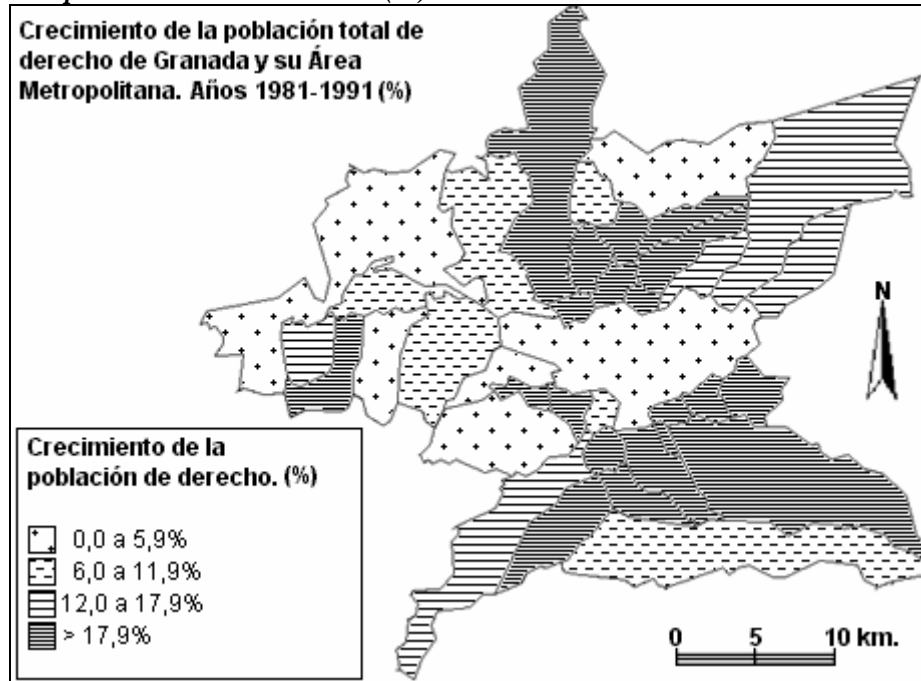 Crecimiento de la población total de
derecho de Granada y su Área
Metropolitana. Años 1981-1991 (%)
N
Crecimiento de la
población de derecho. (%)
0,0 a 5,9%
6,0 a 11,9%
12,0 a 17,9%
> 17,9%
0 5 10 km.